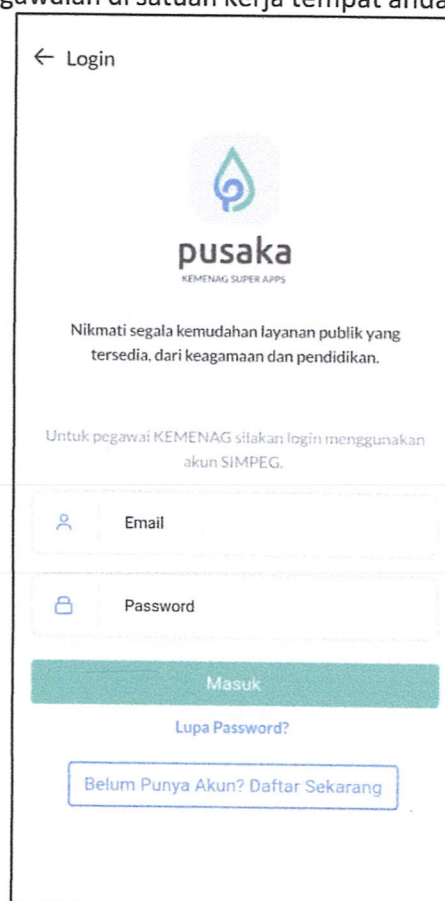 di satuan kerja tempat anda
← Login
pusaka
KEMENAG SUPER APPS
Nikmati segala kemudahan layanan publik yang
tersedia, dari keagamaan dan pendidikan.
Untuk pegawai KEMENAG silakan login menggunakan
akun SIMPEG.
Email
Password
Masuk
Lupa Password?
Belum Punya Akun? Daftar Sekarang